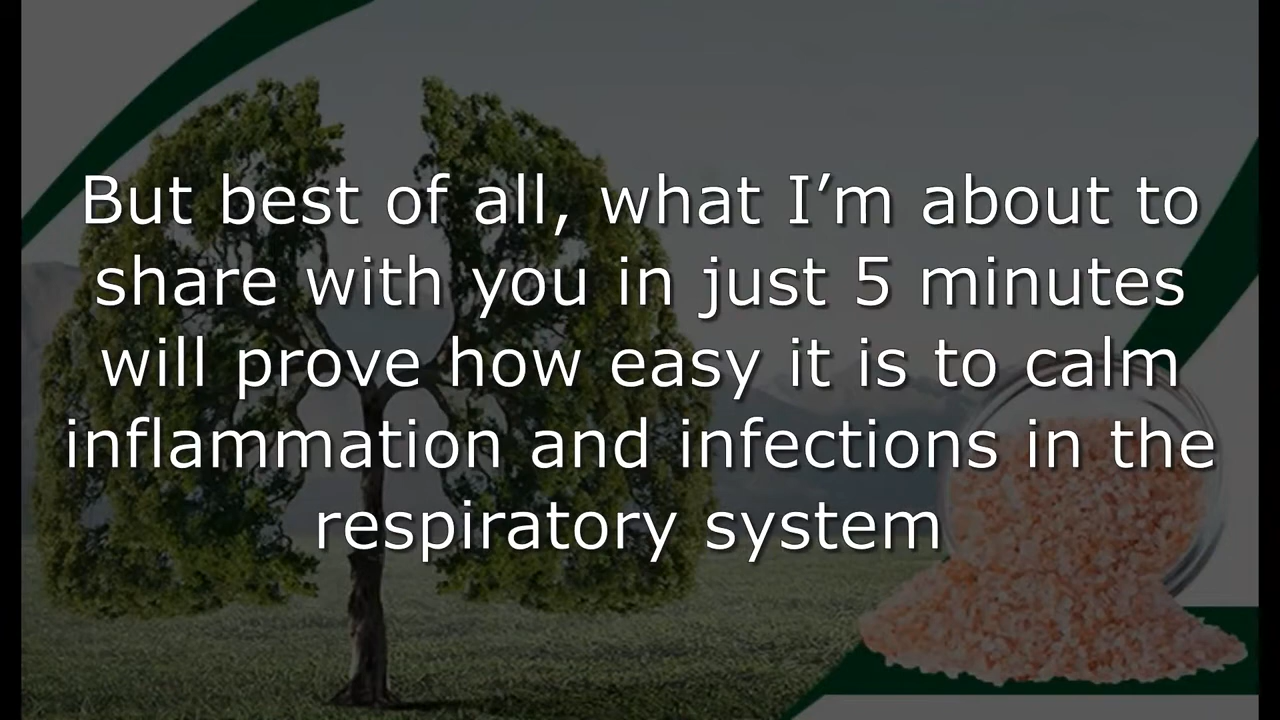 But best of all, what I’m about to
share with you in just 5 minutes
will prove how easy it is to calm
inflammation and infections in the
respiratory system